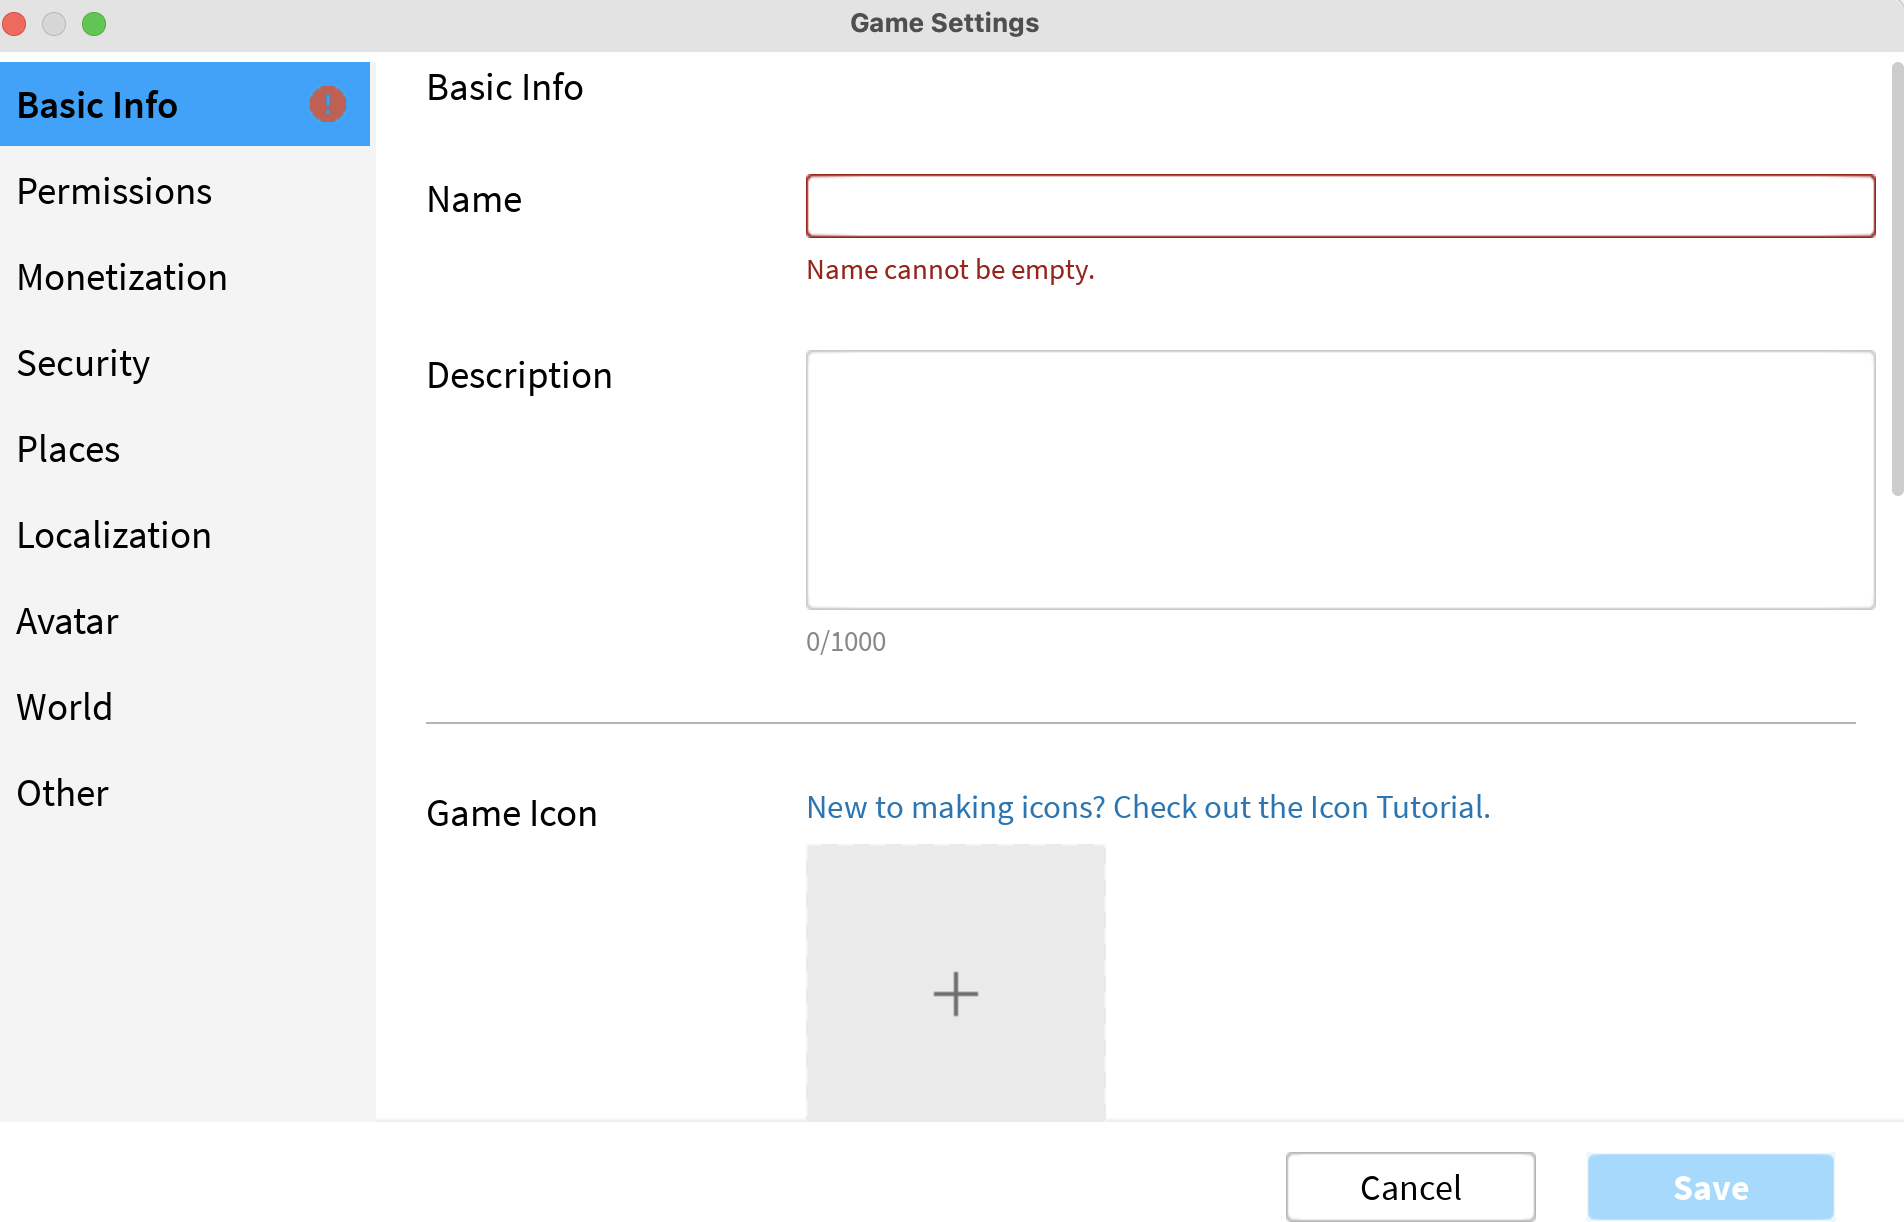 Game Settings
Basic Info
Permissions
Monetization
Security
Places
Localization
Avatar
World
Other
Basic Info
Name
Name cannot be empty.
Description
0/1000
Game Icon
New to making icons? Check out the Icon Tutorial.
Cancel
Save